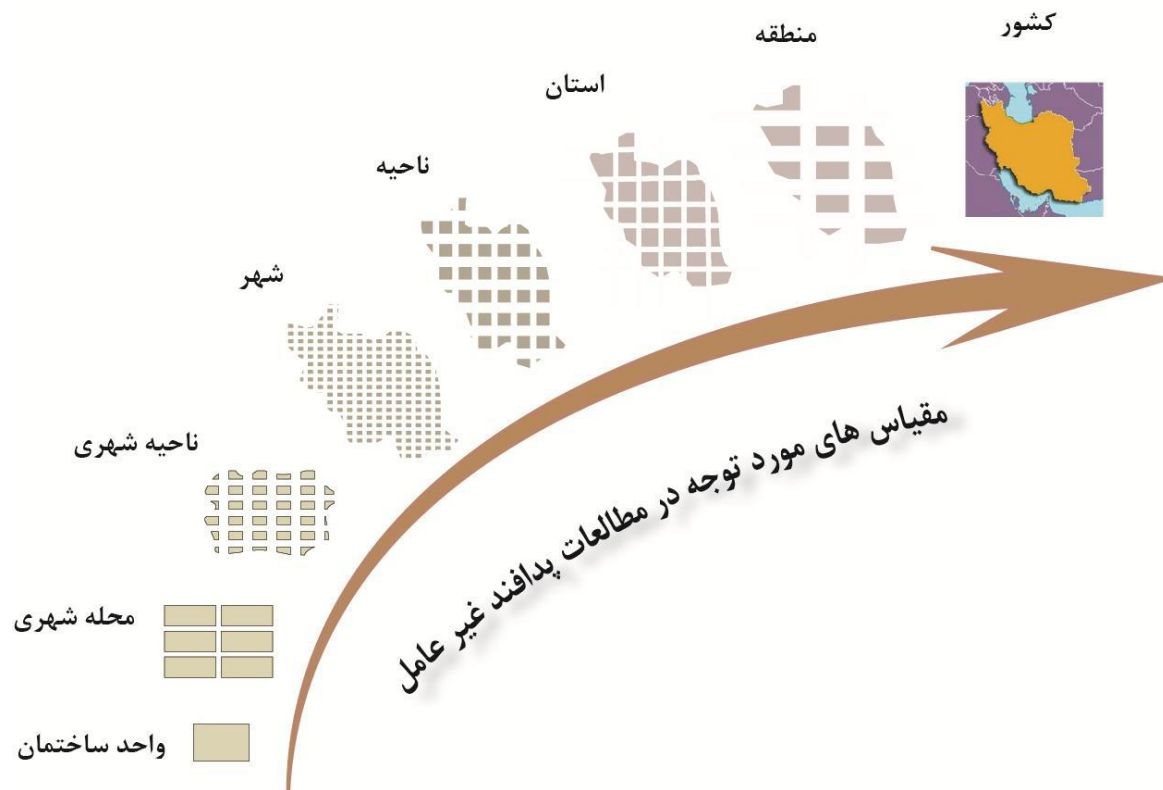 کشور
منطقه
استان
ناحیه
شهر
ناحیه شهری
محله شهری
واحد ساختمان
مقیاس های مورد توجه در مطالعات پدافند غیر عامل